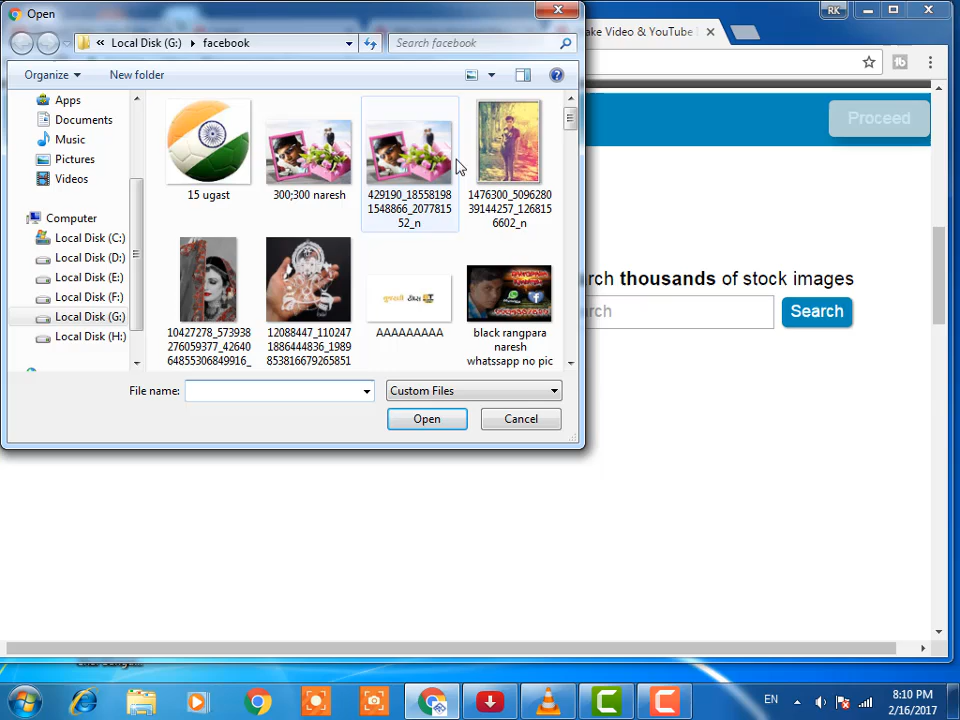 Open
RK
ake Video & YouTube
« Local Disk (G:) facebook
Search facebook
Organize
New folder
Apps
Documents
Music
Pictures
Videos
Computer
Local Disk (C:)
Local Disk (D:)
Local Disk (E:)
Local Disk (F:)
Local Disk (G:)
Local Disk (H:)
15 ugast
300;300 naresh
429190_18558198
1548866_2077815
52_n
1476300_5096280
39144257_126815
6602_n
10427278_573938
276059377_42640
64855306849916_
12088447_110247
1886444836_1989
853816679265851
AAAAAAAAA
black rangpara
naresh
whatssapp no pic
File name:
Custom Files
Open
Cancel
Proceed
rch thousands of stock images
rch
Search
EN
8:10 PM
2/16/2017